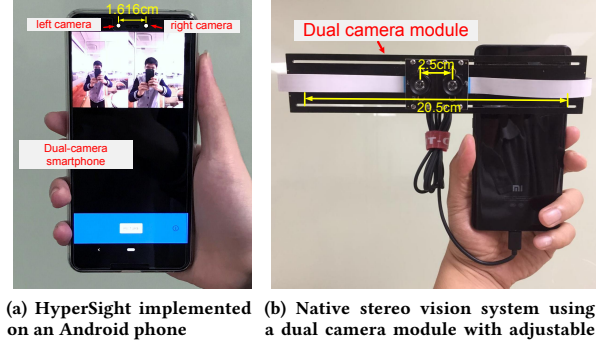 1.616cm
left camera
right camera
Dual-camera
smartphone
(a) HyperSight implemented
on an Android phone
Dual camera module
2.5cm
20.5cm
mi
(b) Native stereo vision system using
a dual camera module with adjustable